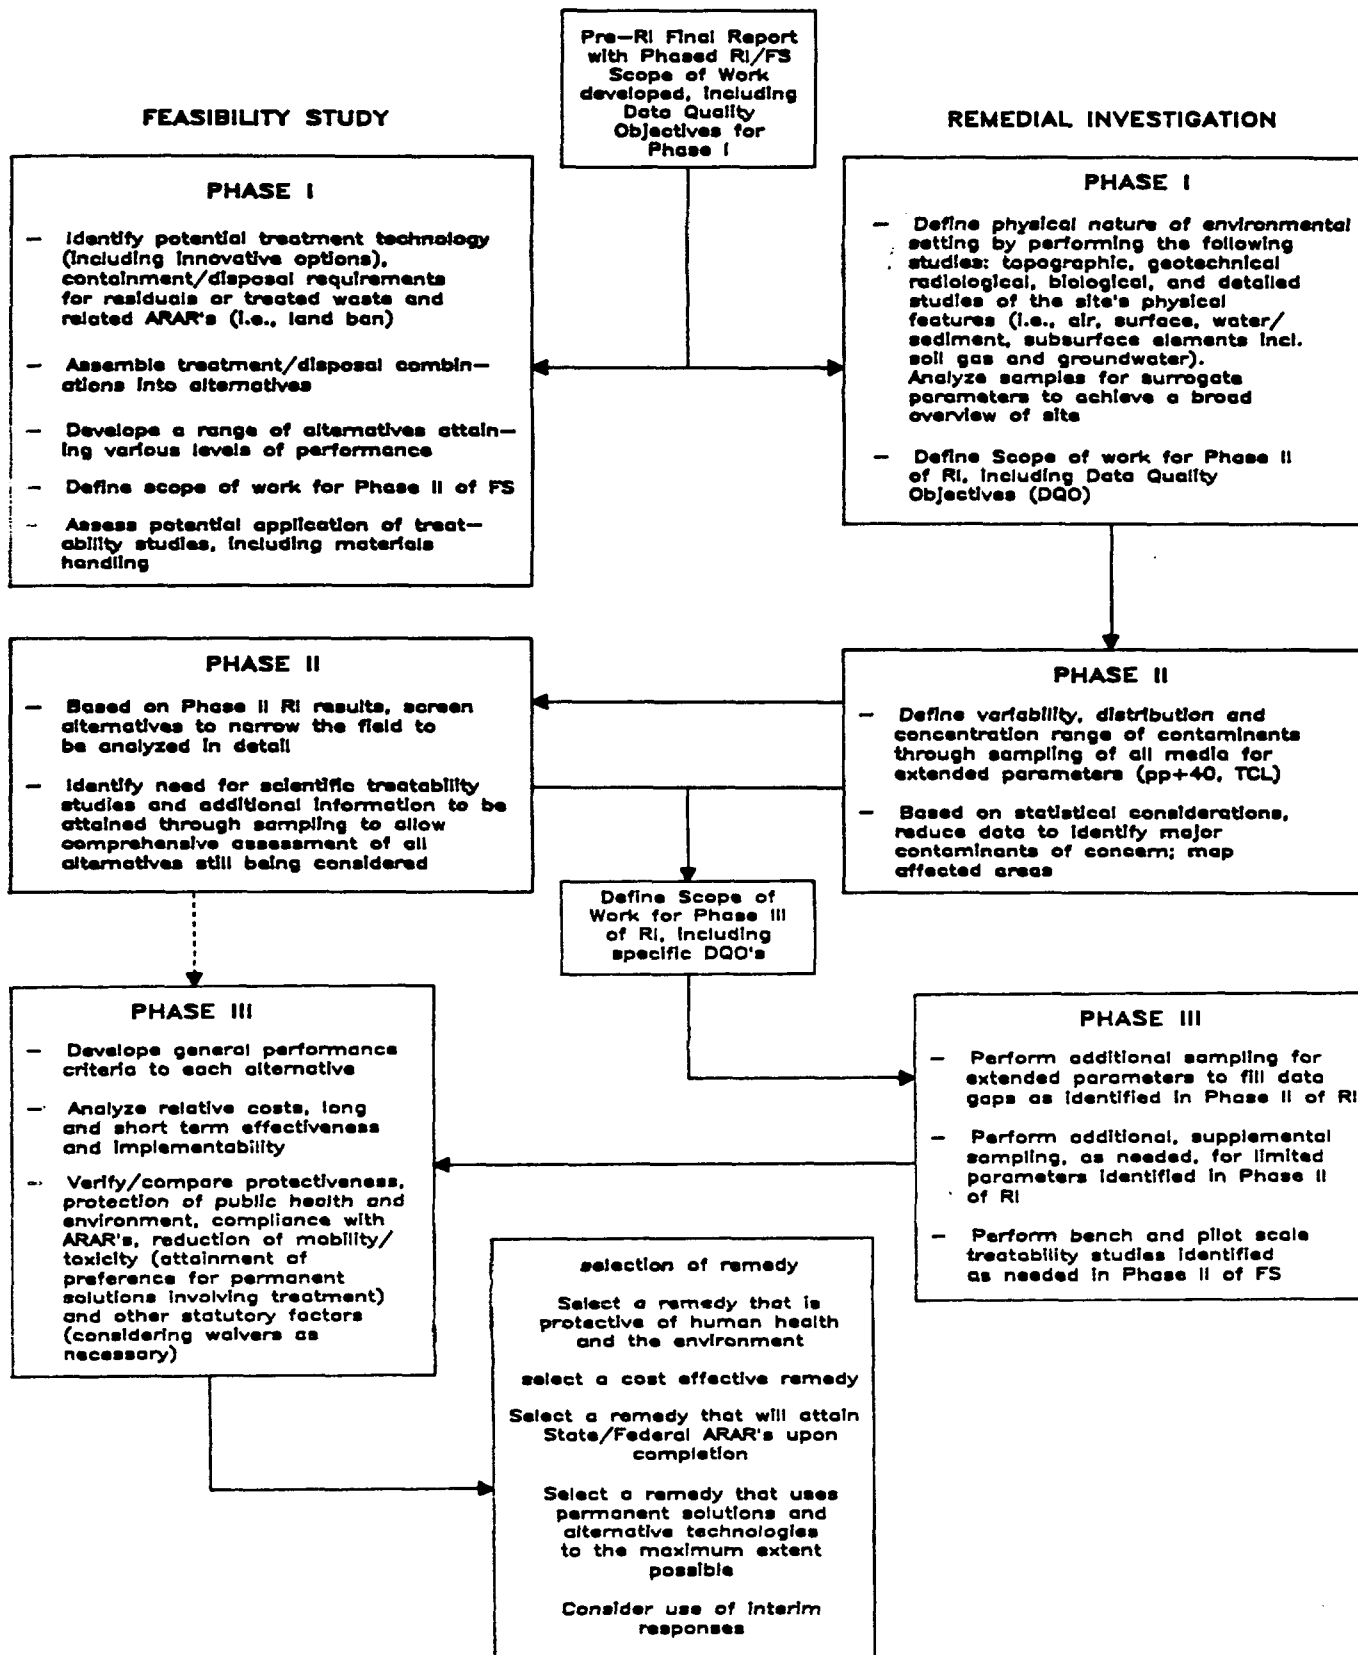 Pre-RI Final Report
with Phased RI/FS
Scope of Work
developed, including
Data Quality
Objectives for
Phase I
FEASIBILITY STUDY
PHASE I
— Identify potential treatment technology
(including innovative options),
containment/disposal requirements
for residuals or treated waste and
related ARAR's (i.e., land ban)
— Assemble treatment/disposal combin—
ations into alternatives
— Develope a range of alternatives attain—
ing various levels of performance
— Define scope of work for Phase II of FS
— Assess potential application of treat—
ability studies, including materials
handling
REMEDIAL INVESTIGATION
PHASE I
— Define physical nature of environmental
setting by performing the following
studies: topographic, geotechnical
radiological, biological, and detailed
studies of the site's physical
features (i.e., air, surface, water/
sediment, subsurface elements incl.
soil gas and groundwater).
Analyze samples for surrogate
parameters to achieve a broad
overview of site
— Define Scope of work for Phase II
of RI, including Data Quality
Objectives (DQO)
PHASE II
— Based on Phase II RI results, screen
alternatives to narrow the field to
be analyzed in detail
— Identify need for scientific treatability
studies and additional information to be
attained through sampling to allow
comprehensive assessment of all
alternatives still being considered
PHASE II
— Define variability, distribution and
concentration range of contaminents
through sampling of all media for
extended parameters (pp+40, TCL)
— Based on statistical considerations,
reduce data to identify major
contaminants of concern; map
affected areas
Define Scope of
Work for Phase III
of RI, including
specific DQO's
PHASE III
— Develope general performance
criteria to each alternative
— Analyze relative costs, long
and short term effectiveness
and implementability
— Verify/compare protectiveness,
protection of public health and
environment, compliance with
ARAR's, reduction of mobility/
toxicity (attainment of
preference for permanent
solutions involving treatment)
and other statutory factors
(considering waivers as
necessary)
PHASE III
— Perform additional sampling for
extended parameters to fill data
gaps as identified in Phase II of RI
— Perform additional, supplemental
sampling, as needed, for limited
parameters identified in Phase II
of RI
— Perform bench and pilot scale
treatability studies identified
as needed in Phase II of FS
selection of remedy
Select a remedy that is
protective of human health
and the environment
select a cost effective remedy
Select a remedy that will attain
State/Federal ARAR's upon
completion
Select a remedy that uses
permanent solutions and
alternative technologies
to the maximum extent
possible
Consider use of interim
responses